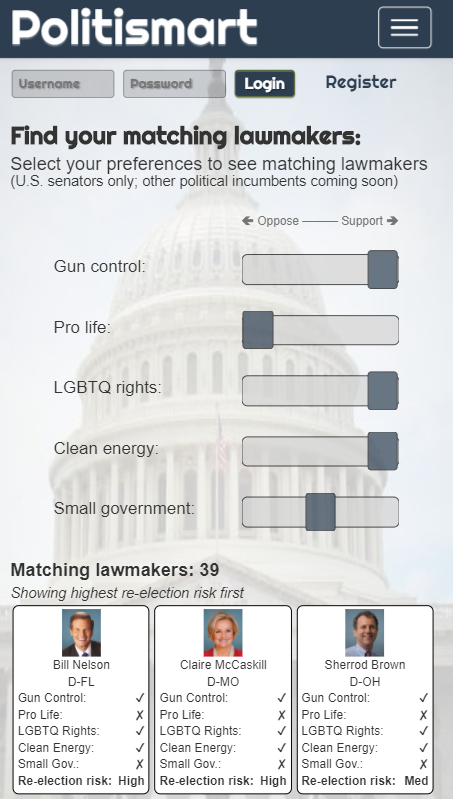 Politismart
Username Password Login Register
Find your matching lawmakers:
Select your preferences to see matching lawmakers
(U.S. senators only; other political incumbents coming soon)
← Oppose ——— Support →
Gun control:
Pro life:
LGBTQ rights:
Clean energy:
Small government:
Matching lawmakers: 39
Showing highest re-election risk first
Bill Nelson
D-FL
Gun Control: ✓
Pro Life: ✗
LGBTQ Rights: ✓
Clean Energy: ✓
Small Gov.: ✗
Re-election risk: High
Claire McCaskill
D-MO
Gun Control: ✓
Pro Life: ✗
LGBTQ Rights: ✓
Clean Energy: ✓
Small Gov.: ✗
Re-election risk: High
Sherrod Brown
D-OH
Gun Control: ✓
Pro Life: ✗
LGBTQ Rights: ✓
Clean Energy: ✓
Small Gov.: ✗
Re-election risk: Med